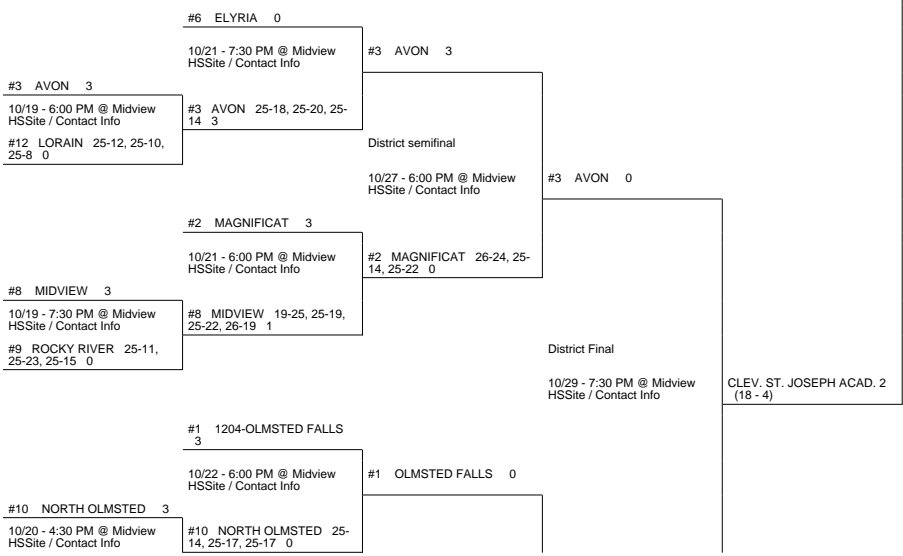 #6 ELYRIA 0
10/21 - 7:30 PM @ Midview
HSSite / Contact Info
#3 AVON 3
#3 AVON 3
10/19 - 6:00 PM @ Midview
HSSite / Contact Info
#3 AVON 25-18, 25-20, 25-
14 3
#12 LORAIN 25-12, 25-10,
25-8 0
District semifinal
10/27 - 6:00 PM @ Midview
HSSite / Contact Info
#3 AVON 0
#2 MAGNIFICAT 3
10/21 - 6:00 PM @ Midview
HSSite / Contact Info
#2 MAGNIFICAT 26-24, 25-
14, 25-22 0
#8 MIDVIEW 3
10/19 - 7:30 PM @ Midview
HSSite / Contact Info
#8 MIDVIEW 19-25, 25-19,
25-22, 26-19 1
#9 ROCKY RIVER 25-11,
25-23, 25-15 0
District Final
10/29 - 7:30 PM @ Midview
HSSite / Contact Info
CLEV. ST. JOSEPH ACAD. 2
(18 - 4)
#1 1204-OLMSTED FALLS
3
10/22 - 6:00 PM @ Midview
HSSite / Contact Info
#1 OLMSTED FALLS 0
#10 NORTH OLMSTED 3
10/20 - 4:30 PM @ Midview
HSSite / Contact Info
#10 NORTH OLMSTED 25-
14, 25-17, 25-17 0